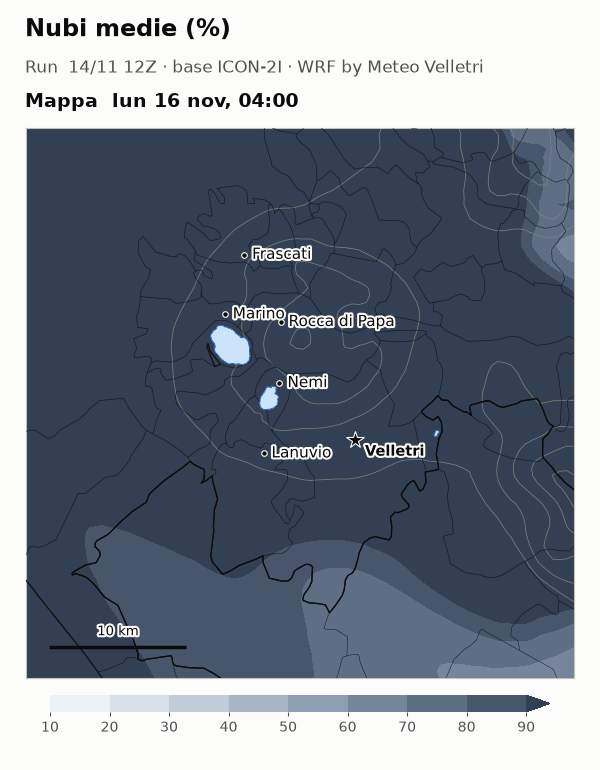 Nubi medie (%)
Run  14/11 12Z · base ICON-2I · WRF by Meteo Velletri
Mappa  lun 16 nov, 04:00
Frascati
Marino
Rocca di Papa
Nemi
Velletri
Lanuvio
10 km
10 20 30 40 50 60 70 80 90